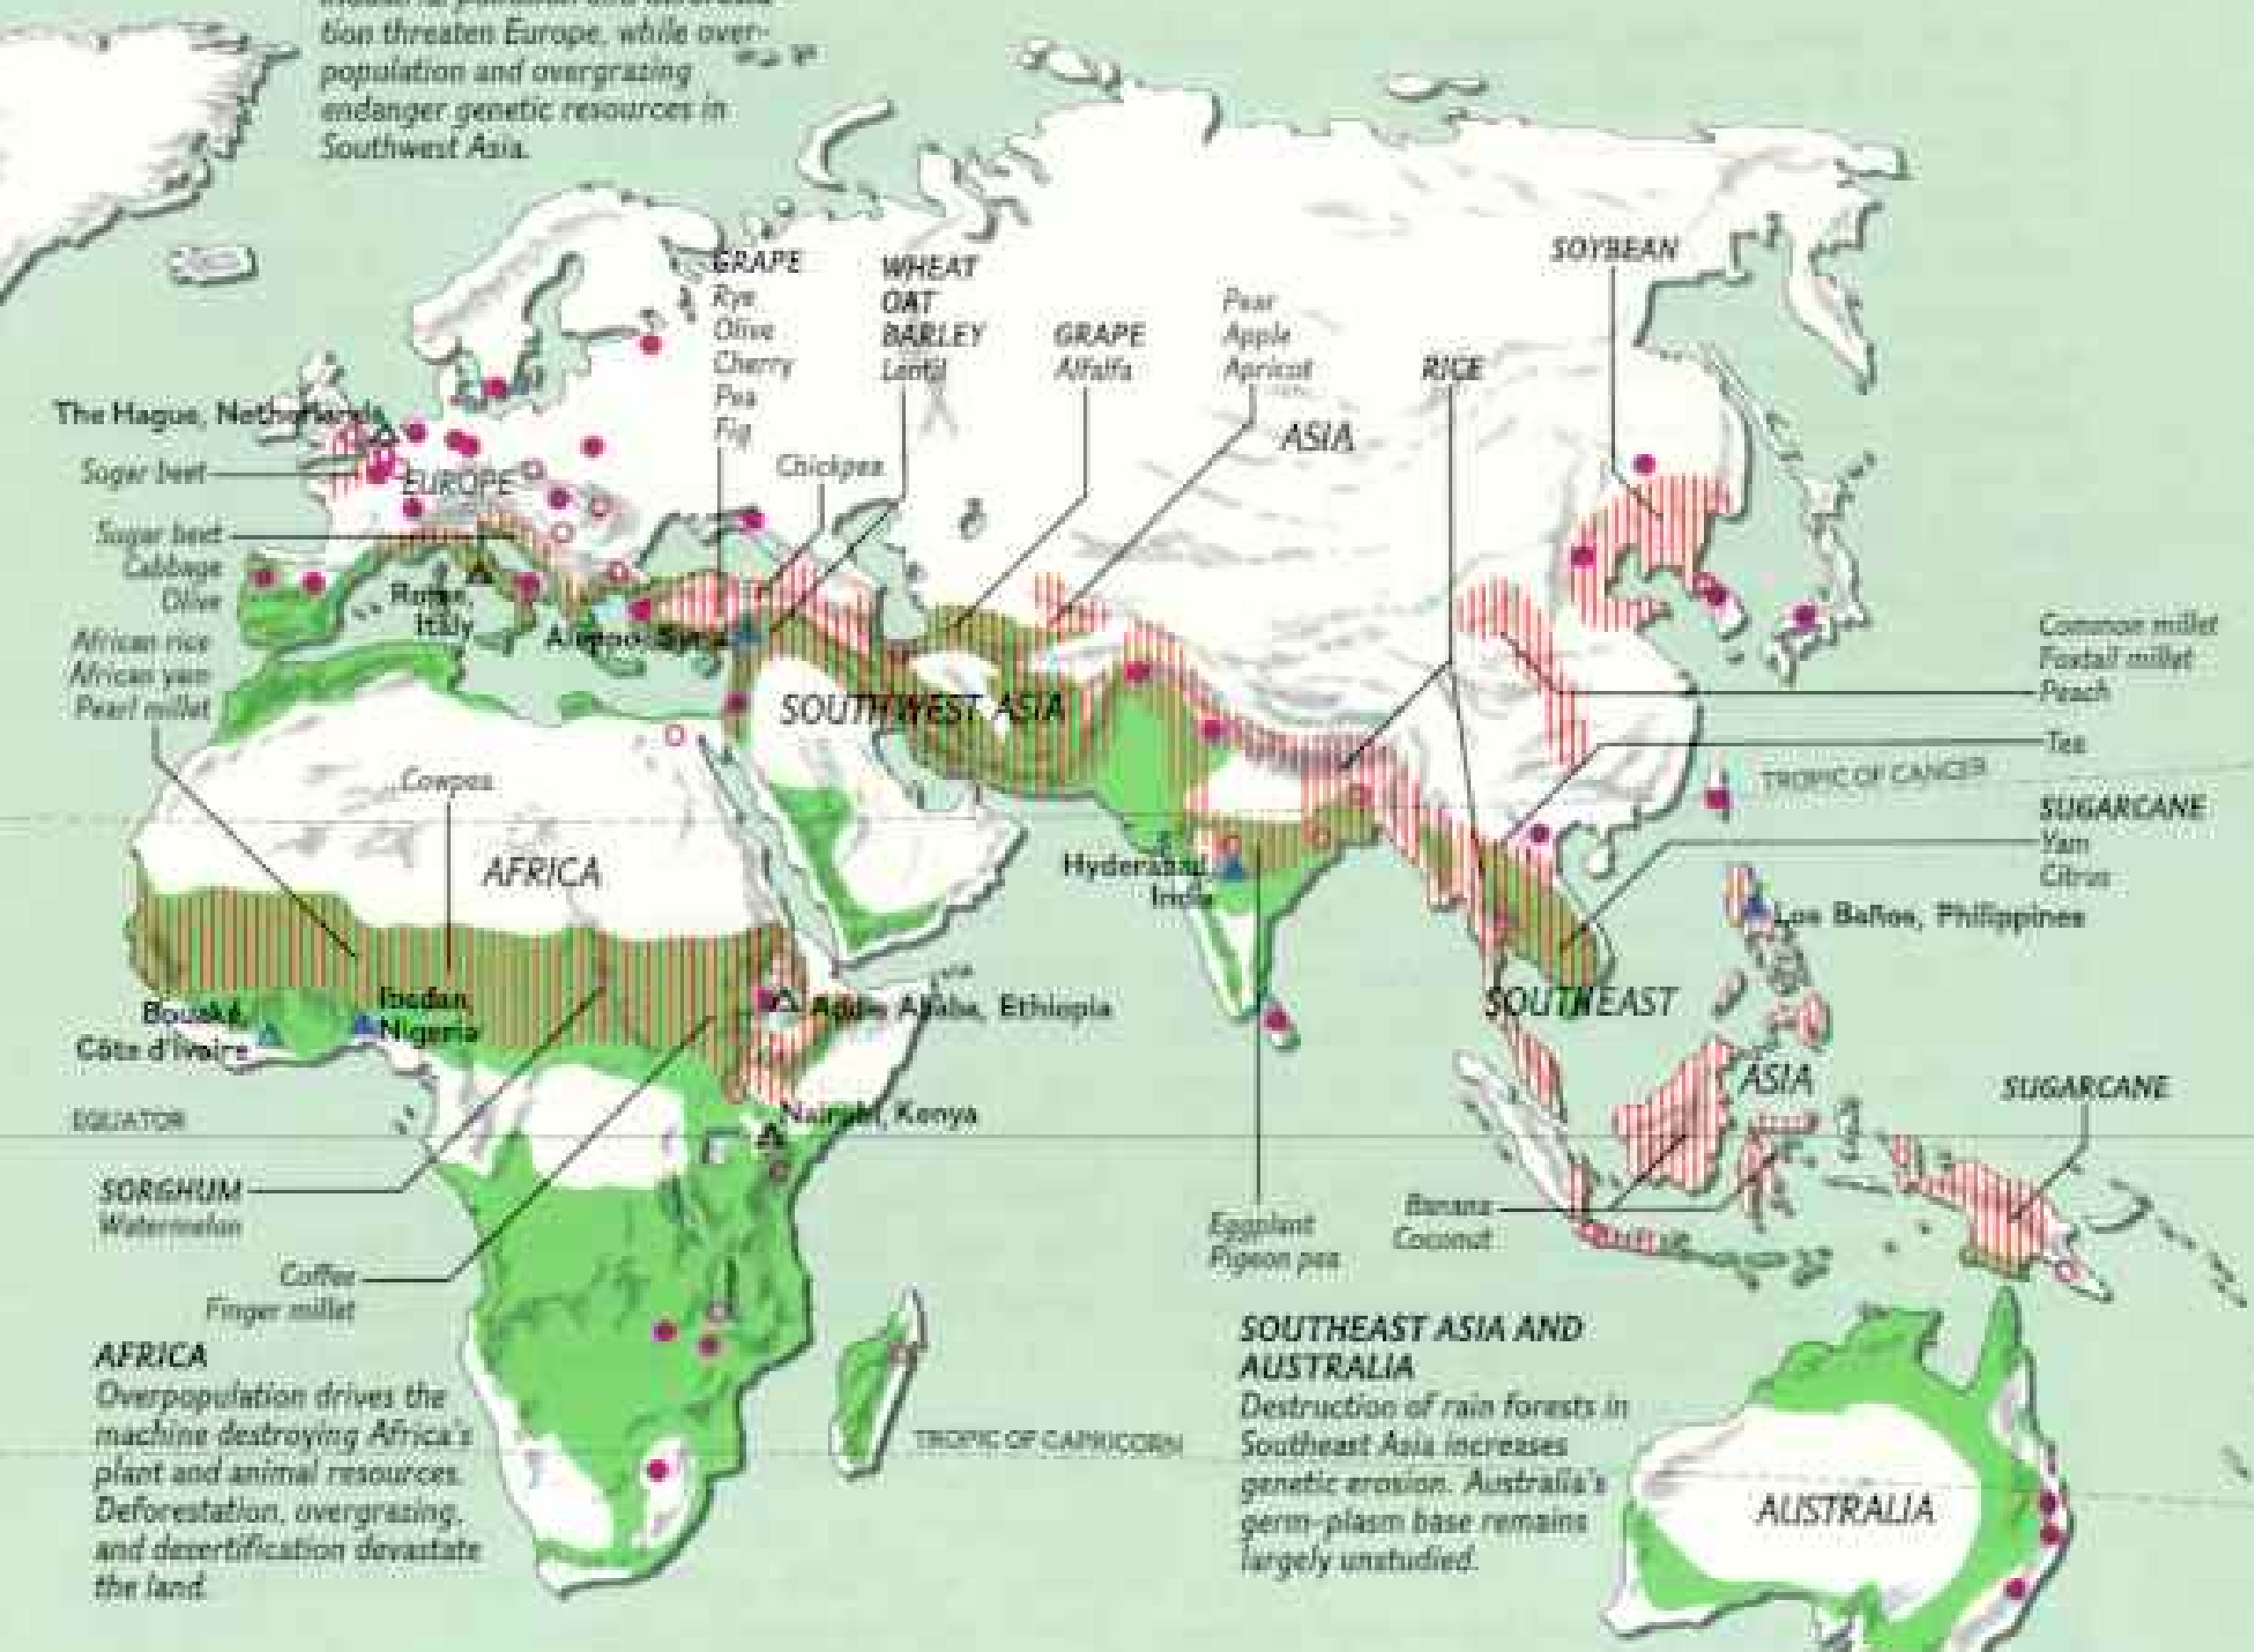 tion threaten Europe, while over-
population and overgrazing
endanger genetic resources in
Southwest Asia.
GRAPE
Rye
Olive
Cherry
Pea
Fig
WHEAT
OAT
BARLEY
Lentil
GRAPE
Alfalfa
Pear
Apple
Apricot
RICE
SOYBEAN
Chickpea
ASIA
The Hague, Netherlands
Sugar beet
EUROPE
Sugar beet
Cabbage
Olive
Rome,
Italy
Aleppo, Syria
African rice
African yam
Pearl millet
SOUTHWEST ASIA
Common millet
Foxtail millet
Peach
Tea
TROPIC OF CANCER
SUGARCANE
Yam
Citrus
Cowpea
AFRICA
Hyderabad,
India
Los Baños, Philippines
Bouaké,
Côte d'Ivoire
Ibadan,
Nigeria
Addis Ababa, Ethiopia
SOUTHEAST
ASIA
SUGARCANE
EQUATOR
Nairobi, Kenya
SORGHUM
Watermelon
Coffee
Finger millet
Eggplant
Pigeon pea
Banana
Coconut
AFRICA
Overpopulation drives the
machine destroying Africa's
plant and animal resources.
Deforestation, overgrazing,
and desertification devastate
the land.
TROPIC OF CAPRICORN
SOUTHEAST ASIA AND
AUSTRALIA
Destruction of rain forests in
Southeast Asia increases
genetic erosion. Australia's
germ-plasm base remains
largely unstudied.
AUSTRALIA